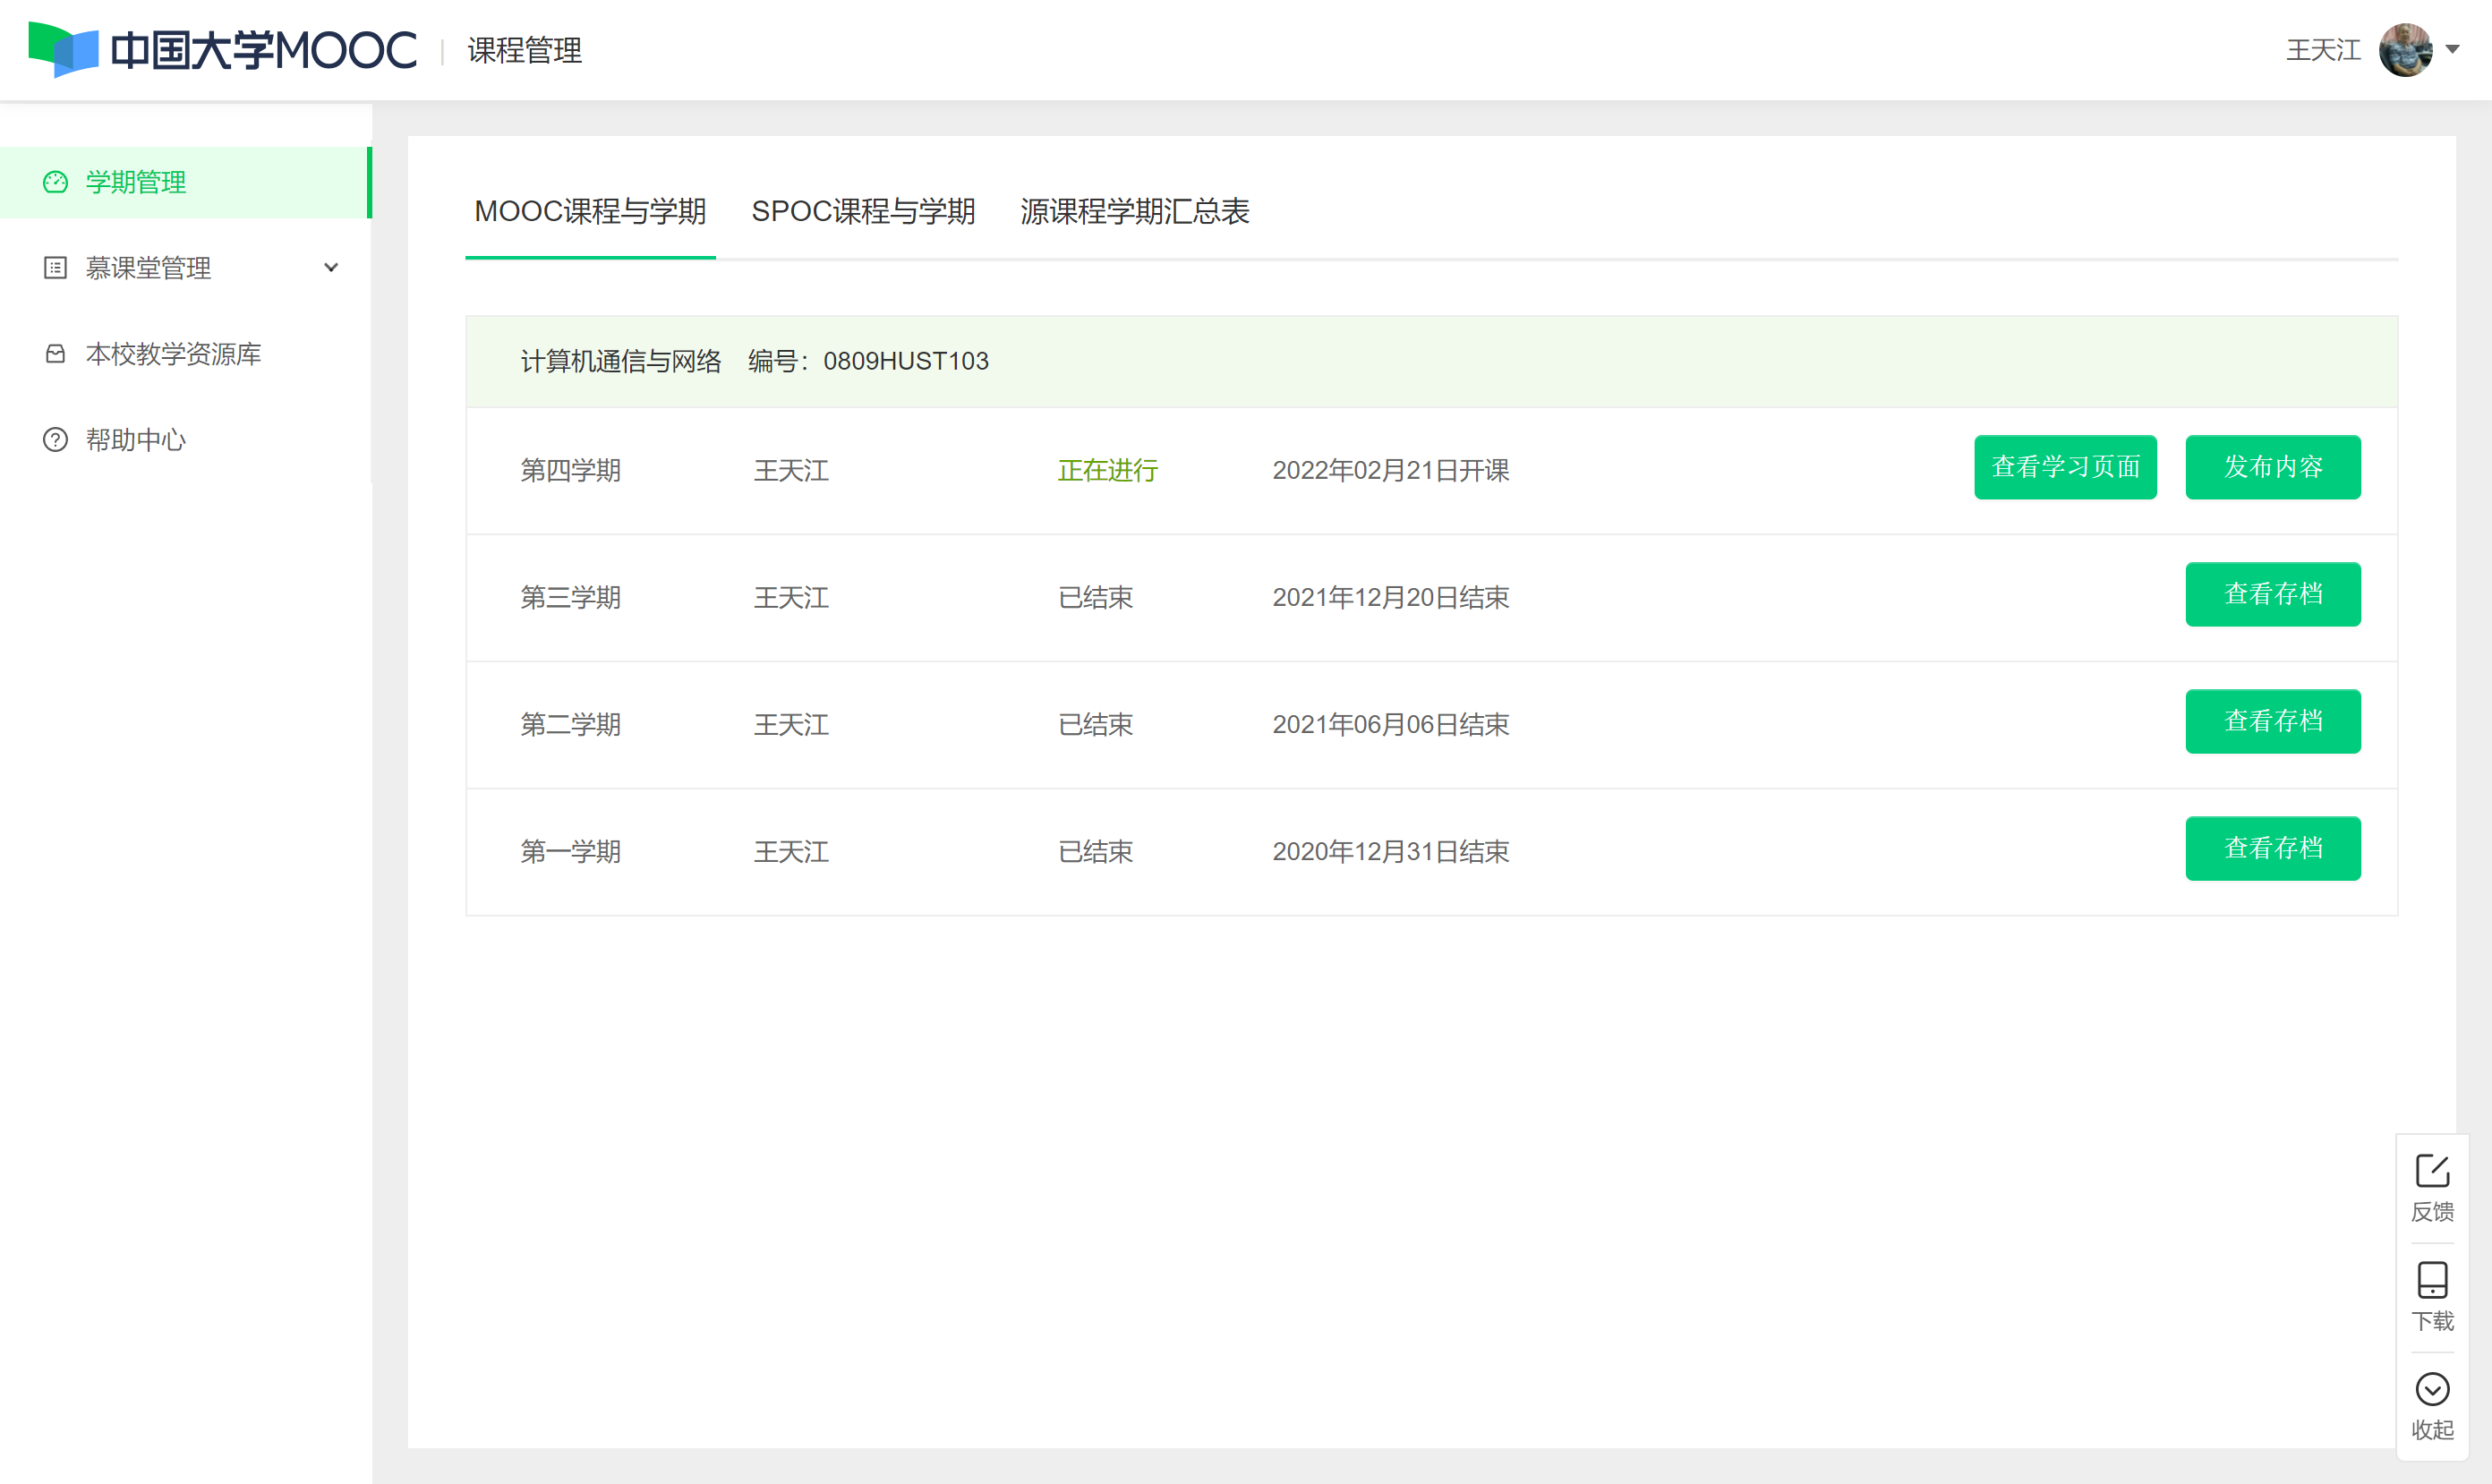 中国大学MOOC | 课程管理
王天江
学期管理
慕课堂管理
本校教学资源库
帮助中心
MOOC课程与学期 SPOC课程与学期 源课程学期汇总表
计算机通信与网络 编号：0809HUST103
第四学期 王天江 正在进行 2022年02月21日开课 查看学习页面 发布内容
第三学期 王天江 已结束 2021年12月20日结束 查看存档
第二学期 王天江 已结束 2021年06月06日结束 查看存档
第一学期 王天江 已结束 2020年12月31日结束 查看存档
反馈
下载
收起